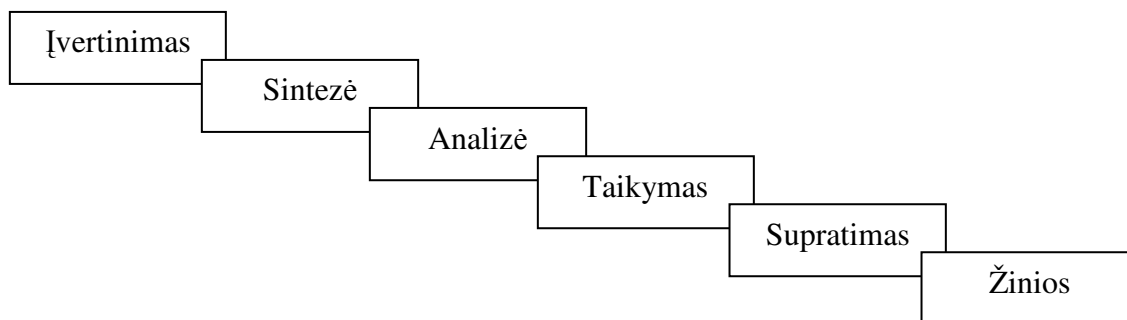 Įvertinimas
Sintezė
Analizė
Taikymas
Supratimas
Žinios